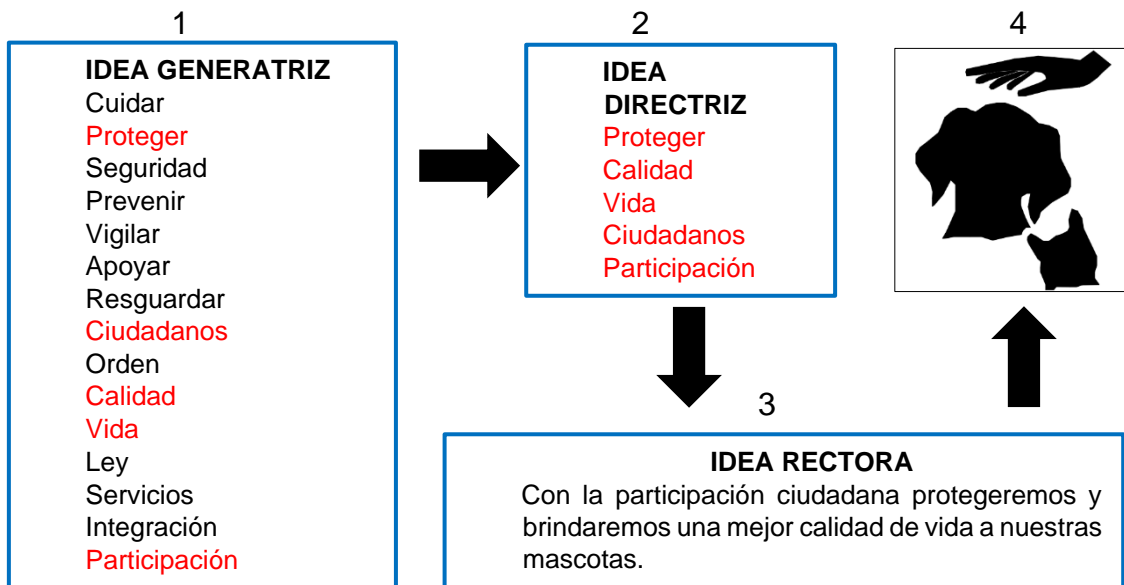 1
IDEA GENERATRIZ
Cuidar
Proteger
Seguridad
Prevenir
Vigilar
Apoyar
Resguardar
Ciudadanos
Orden
Calidad
Vida
Ley
Servicios
Integración
Participación
2
IDEA
DIRECTRIZ
Proteger
Calidad
Vida
Ciudadanos
Participación
3
IDEA RECTORA
Con la participación ciudadana protegeremos y
brindaremos una mejor calidad de vida a nuestras
mascotas.
4